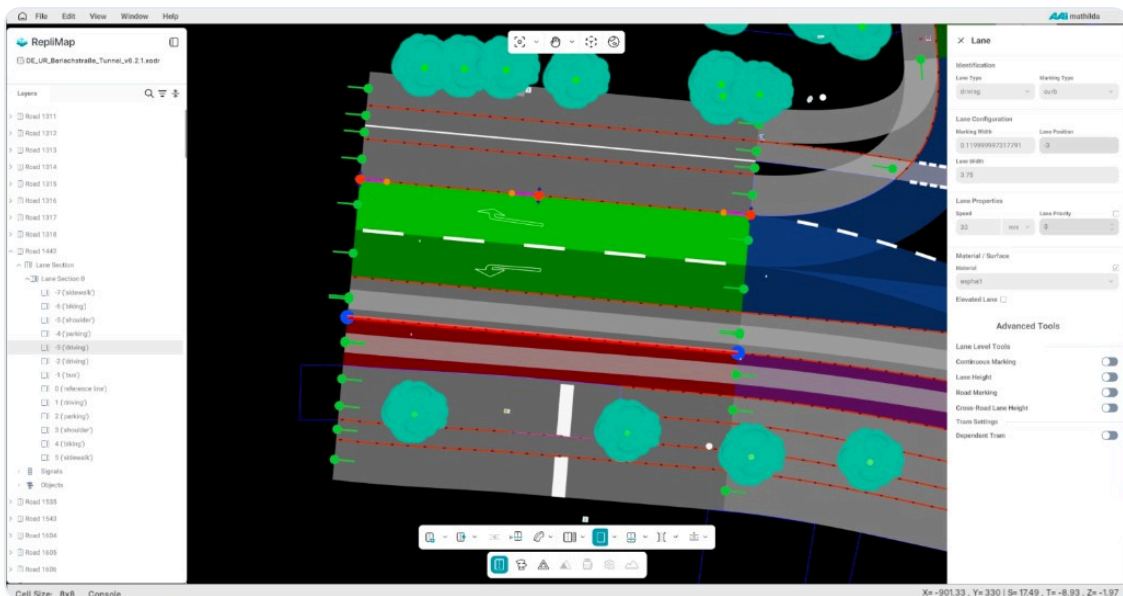 File Edit View Window Help
AAI mathilda
RepliMap
DE_UR_Barlachstraße_Tunnel_v6.2.1.xodr
Layers
Road 1311
Road 1312
Road 1313
Road 1314
Road 1315
Road 1316
Road 1317
Road 1318
Road 1440
Lane Section
Lane Section 0
-7 ('sidewalk')
-6 ('biking')
-5 ('shoulder')
-4 ('parking')
-3 ('driving')
-2 ('driving')
-1 ('bus')
0 ('reference line')
1 ('driving')
2 ('parking')
3 ('shoulder')
4 ('biking')
5 ('sidewalk')
Signals
Objects
Road 1538
Road 1543
Road 1604
Road 1605
Road 1606
Lane
Identification
Lane Type Marking Type
driving curb
Lane Configuration
Marking Width Lane Position
0.119999997317791 -3
Lane Width
3.75
Lane Properties
Speed Lane Priority
30 0
Material / Surface
Material
asphalt
Elevated Lane
Advanced Tools
Lane Level Tools
Continuous Marking
Lane Height
Road Marking
Cross-Road Lane Height
Tram Settings
Dependent Tram
Cell Size: 8x8 Console
X= -901.33 , Y= 330 | S= 17.49 , T= -8.93 , Z= -1.97